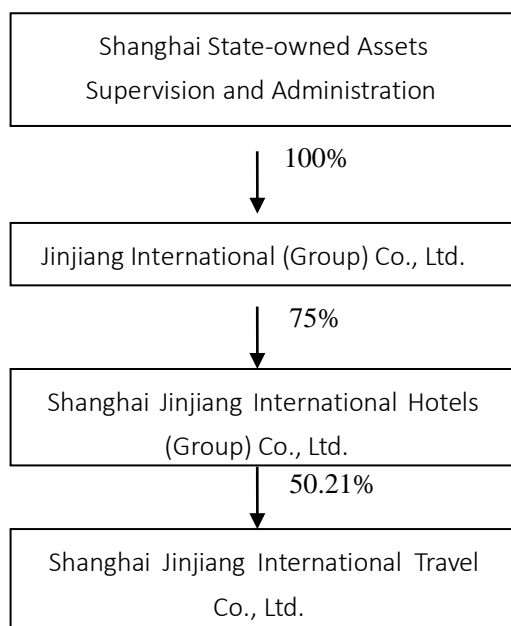 Shanghai State-owned Assets
Supervision and Administration
100%
Jinjiang International (Group) Co., Ltd.
75%
Shanghai Jinjiang International Hotels
(Group) Co., Ltd.
50.21%
Shanghai Jinjiang International Travel
Co., Ltd.